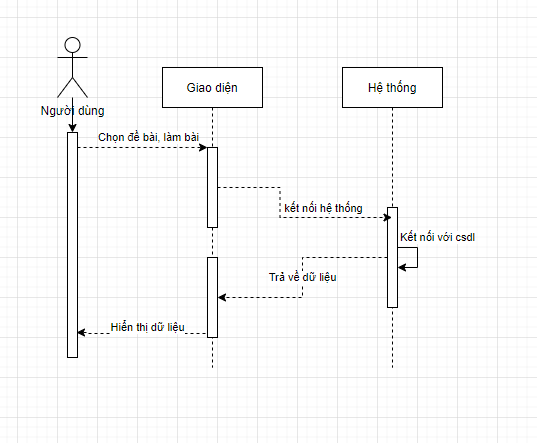 Giao diện
Hệ thống
Người dùng
Chọn đề bài, làm bài
kết nối hệ thống
Kết nối với csdl
Trả về dữ liệu
Hiển thị dữ liệu